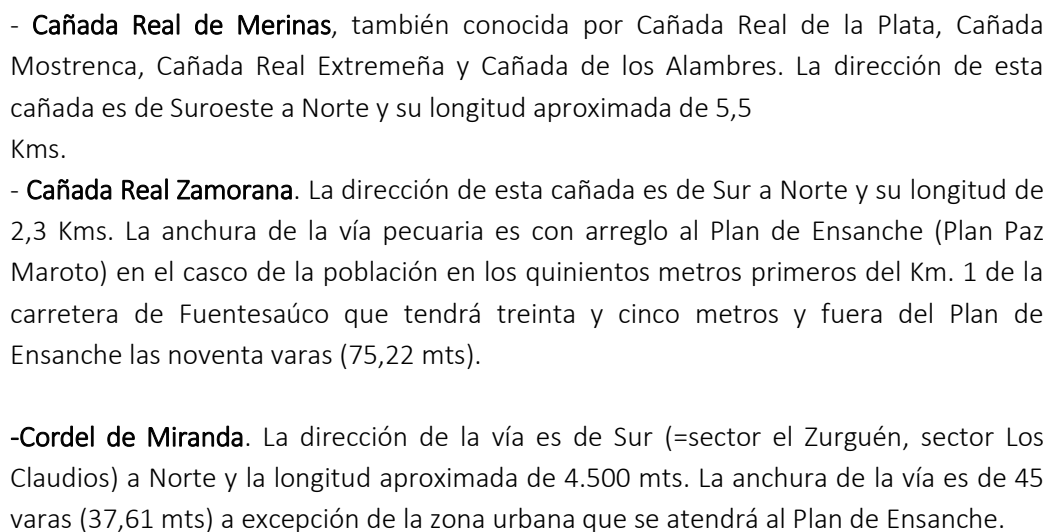 - Cañada Real de Merinas, también conocida por Cañada Real de la Plata, Cañada
Mostrenca, Cañada Real Extremeña y Cañada de los Alambres. La dirección de esta
cañada es de Suroeste a Norte y su longitud aproximada de 5,5
Kms.
- Cañada Real Zamorana. La dirección de esta cañada es de Sur a Norte y su longitud de
2,3 Kms. La anchura de la vía pecuaria es con arreglo al Plan de Ensanche (Plan Paz
Maroto) en el casco de la población en los quinientos metros primeros del Km. 1 de la
carretera de Fuentesaúco que tendrá treinta y cinco metros y fuera del Plan de
Ensanche las noventa varas (75,22 mts).
-Cordel de Miranda. La dirección de la vía es de Sur (=sector el Zurguén, sector Los
Claudios) a Norte y la longitud aproximada de 4.500 mts. La anchura de la vía es de 45
varas (37,61 mts) a excepción de la zona urbana que se atendrá al Plan de Ensanche.